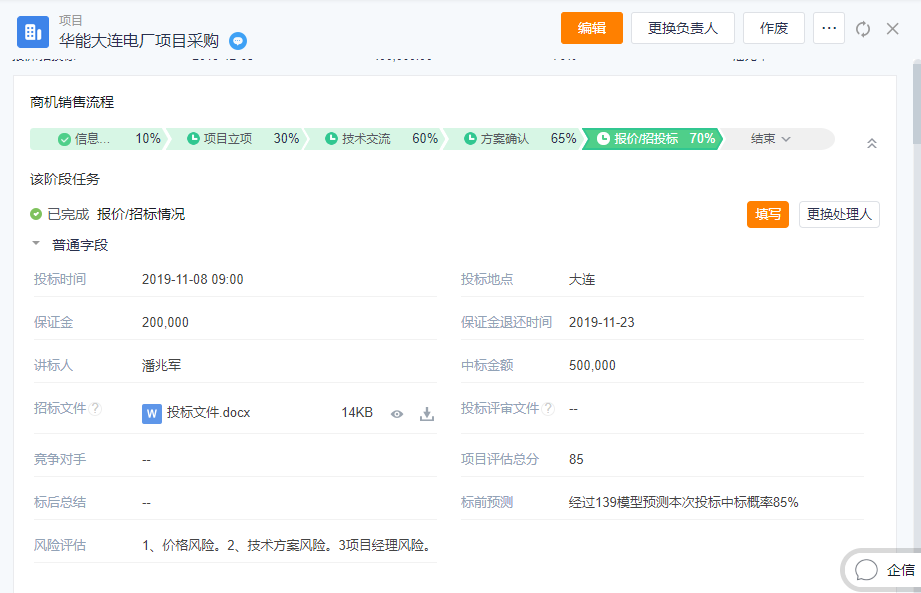 项目
华能大连电厂项目采购
编辑 更换负责人 作废 ...
商机销售流程
信息... 10% 项目立项 30% 技术交流 60% 方案确认 65% 报价/招投标 70% 结束
该阶段任务
已完成 报价/招标情况 填写 更换处理人
普通字段
投标时间 2019-11-08 09:00 投标地点 大连
保证金 200,000 保证金退还时间 2019-11-23
讲标人 潘兆军 中标金额 500,000
招标文件 ? W 投标文件.docx 14KB 投标评审文件 ? --
竞争对手 -- 项目评估总分 85
标后总结 -- 标前预测 经过139模型预测本次投标中标概率85%
风险评估 1、价格风险。2、技术方案风险。3项目经理风险。
企信